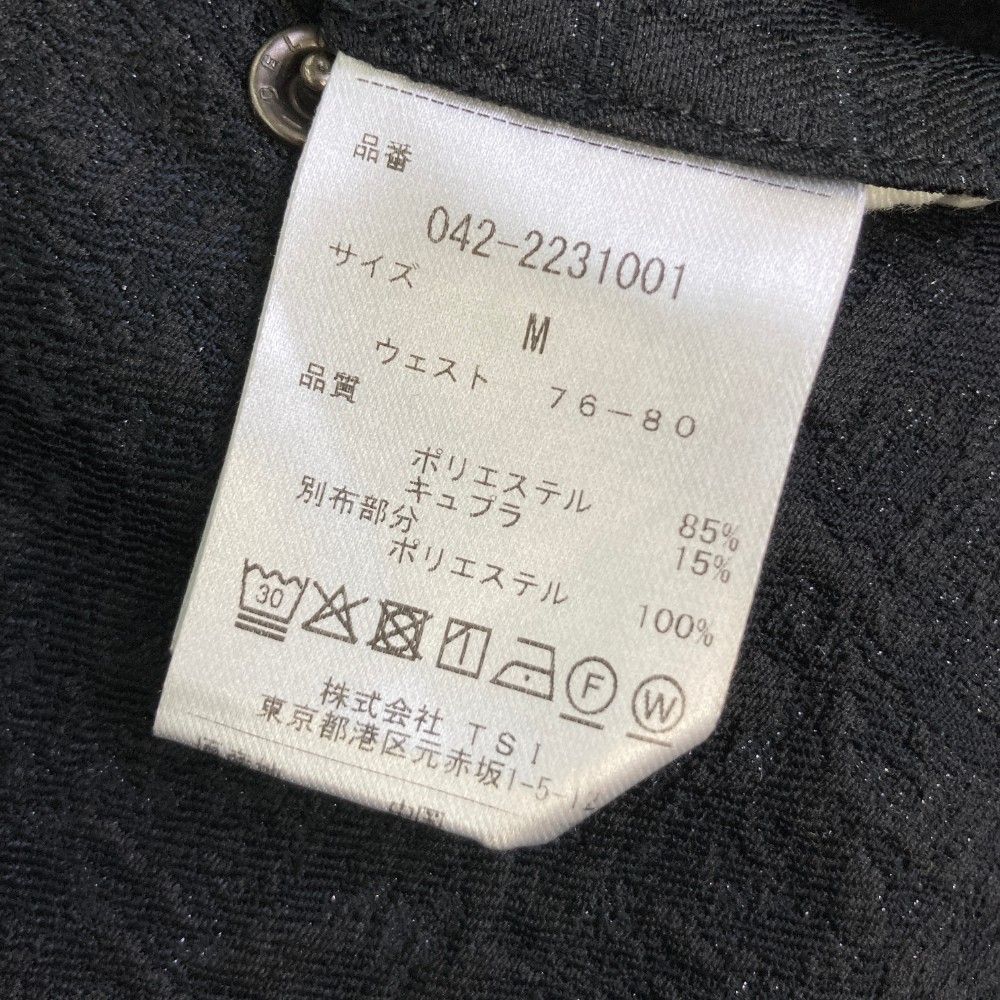 品番
042-2231001
サイズ
M
ウェスト 76-80
品質
ポリエステル 85%
キュプラ 15%
別布部分
ポリエステル 100%
30
F
W
株式会社 TSI
東京都港区元赤坂1-5-12